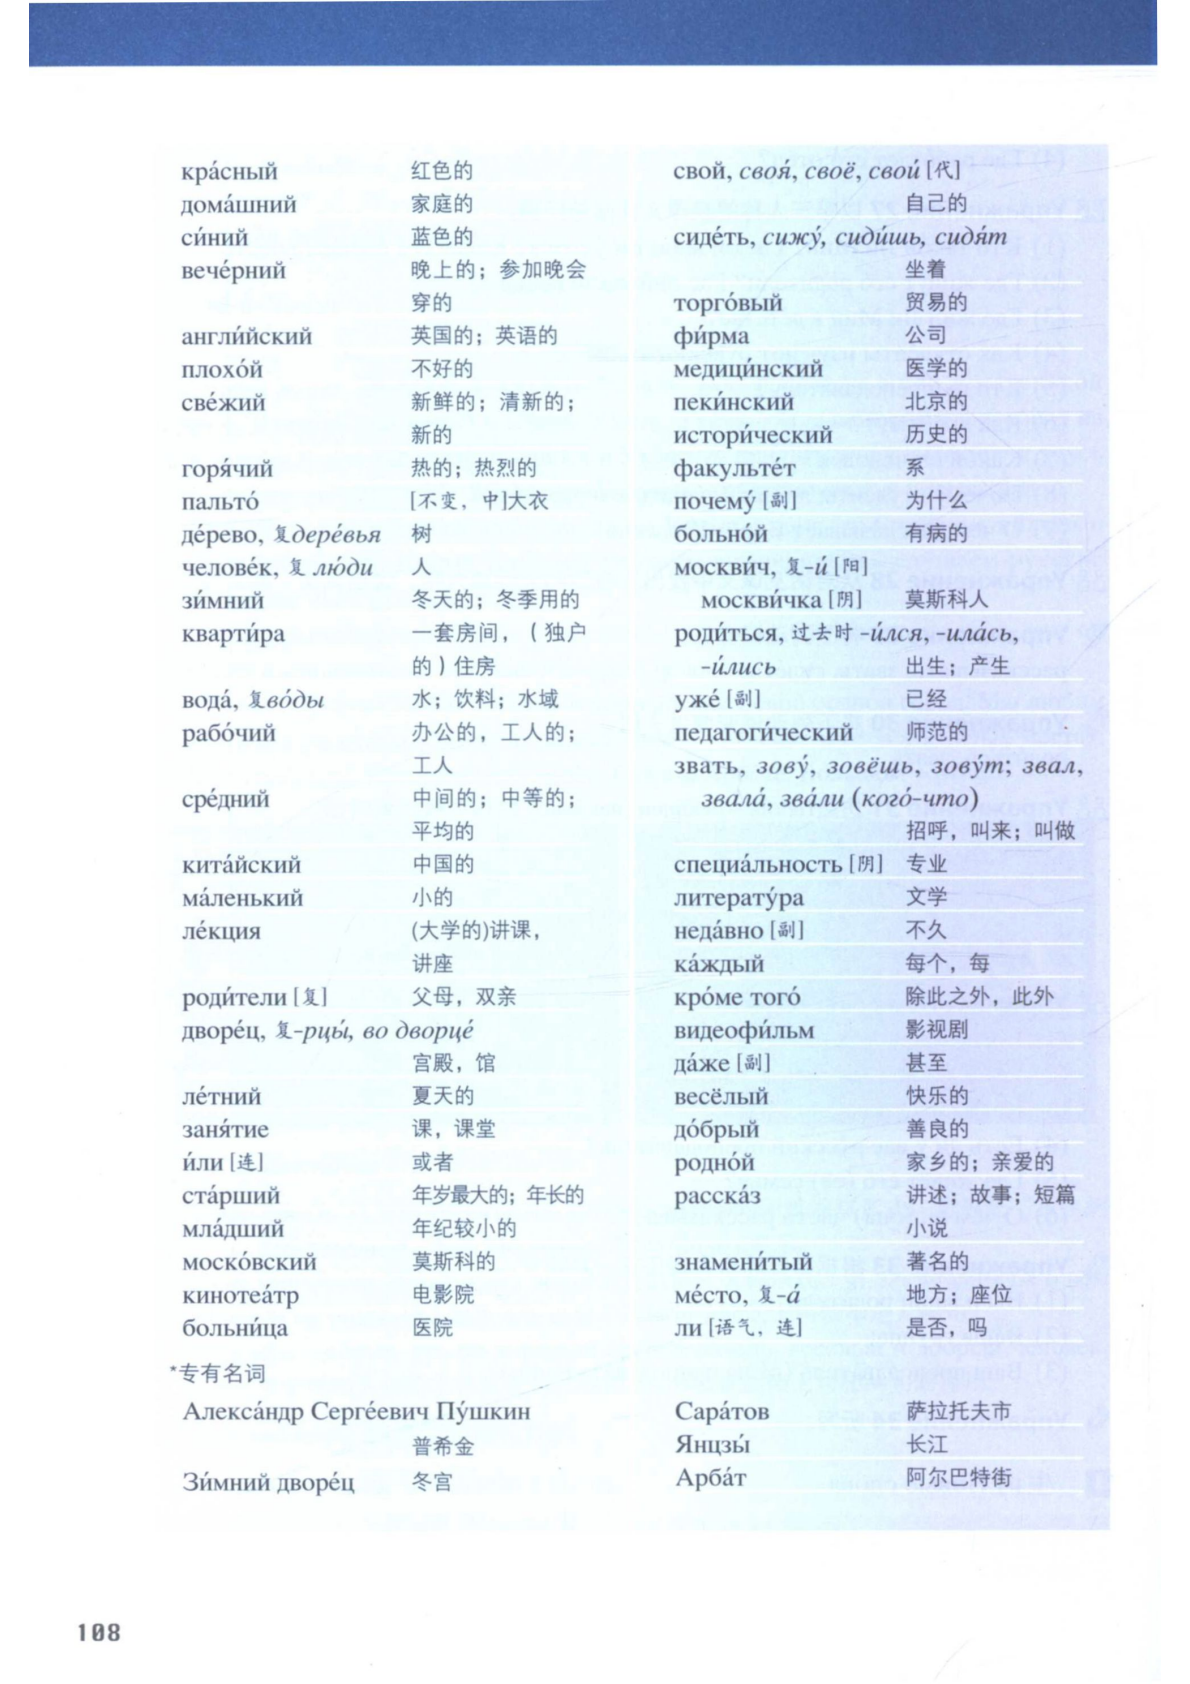 кра́сный 红色的
дома́шний 家庭的
си́ний 蓝色的
вече́рний 晚上的；参加晚会
穿的
англи́йский 英国的；英语的
плохо́й 不好的
све́жий 新鲜的；清新的；
新的
горя́чий 热的；热烈的
пальто́ [不变，中]大衣
де́рево, 复дере́вья 树
челове́к, 复 лю́ди 人
зи́мний 冬天的；冬季用的
кварти́ра 一套房间，（独户
的）住房
вода́, 复во́ды 水；饮料；水域
рабо́чий 办公的，工人的；
工人
сре́дний 中间的；中等的；
平均的
кита́йский 中国的
ма́ленький 小的
ле́кция (大学的)讲课，
讲座
роди́тели [复] 父母，双亲
дворе́ц, 复-рцы́, во дворце́
宫殿，馆
ле́тний 夏天的
заня́тие 课，课堂
и́ли [连] 或者
ста́рший 年岁最大的；年长的
мла́дший 年纪较小的
моско́вский 莫斯科的
кинотеа́тр 电影院
больни́ца 医院
свой, своя́, своё, свои́ [代]
自己的
сиде́ть, сижу́, сиди́шь, сидя́т
坐着
торго́вый 贸易的
фи́рма 公司
медици́нский 医学的
пеки́нский 北京的
истори́ческий 历史的
факульте́т 系
почему́ [副] 为什么
больно́й 有病的
москви́ч, 复-и́ [阳]
москви́чка [阴] 莫斯科人
роди́ться, 过去时 -и́лся, -ила́сь,
-и́лись 出生；产生
уже́ [副] 已经
педагоги́ческий 师范的
звать, зову́, зовёшь, зову́т; звал,
звала́, зва́ли (кого́-что)
招呼，叫来；叫做
специа́льность [阴] 专业
литерату́ра 文学
неда́вно [副] 不久
ка́ждый 每个，每
кро́ме того́ 除此之外，此外
видеофи́льм 影视剧
да́же [副] 甚至
весёлый 快乐的
до́брый 善良的
родно́й 家乡的；亲爱的
расска́з 讲述；故事；短篇
小说
знамени́тый 著名的
ме́сто, 复-а́ 地方；座位
ли [语气，连] 是否，吗
*专有名词
Алекса́ндр Серге́евич Пу́шкин
普希金
Зи́мний дворе́ц 冬宫
Сара́тов 萨拉托夫市
Янцзы́ 长江
Арба́т 阿尔巴特街
108